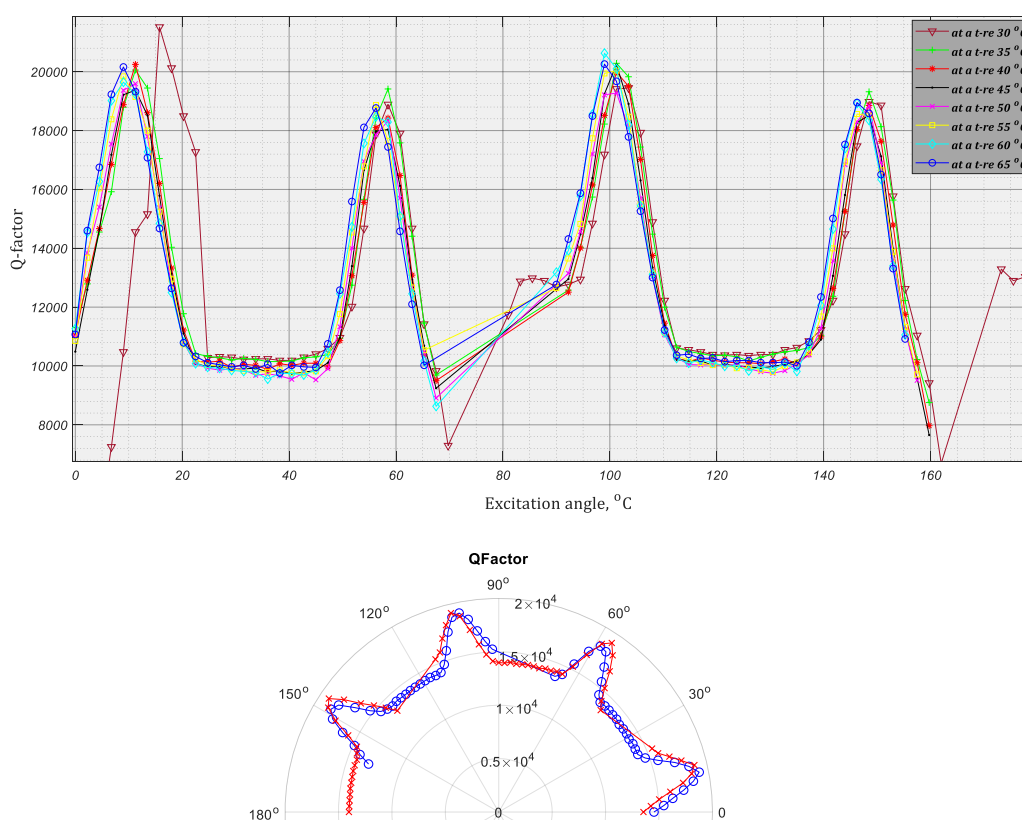 at a t-re 30 °
at a t-re 35 °
at a t-re 40 °
at a t-re 45 °
at a t-re 50 °
at a t-re 55 °
at a t-re 60 °
at a t-re 65 °
20000
18000
16000
14000
12000
10000
8000
Q-factor
0 20 40 60 80 100 120 140 160
Excitation angle, °C
QFactor
90°
120° 2×10⁴ 60°
1.5×10⁴
150° 1×10⁴ 30°
0.5×10⁴
180° 0 0